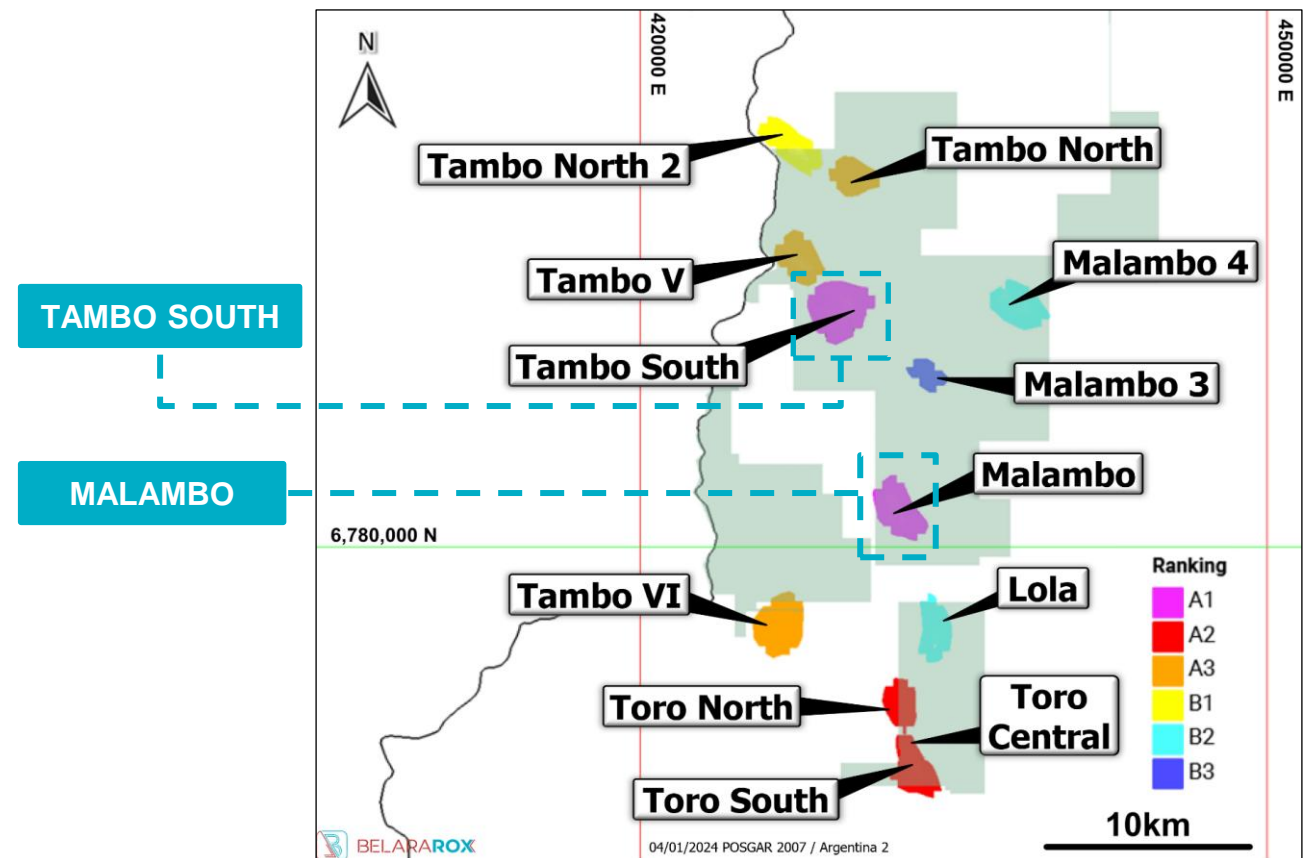 N
420000 E
450000 E
Tambo North 2
Tambo North
Tambo V
Malambo 4
TAMBO SOUTH
Tambo South
Malambo 3
Malambo
MALAMBO
6,780,000 N
Tambo VI
Lola
Ranking
A1
A2
A3
B1
B2
B3
Toro North
Toro
Central
Toro South
10km
BELARAROX
04/01/2024 POSGAR 2007 / Argentina 2